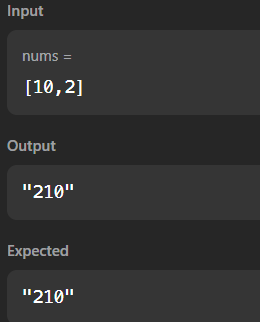 Input
nums =
[10,2]
Output
"210"
Expected
"210"